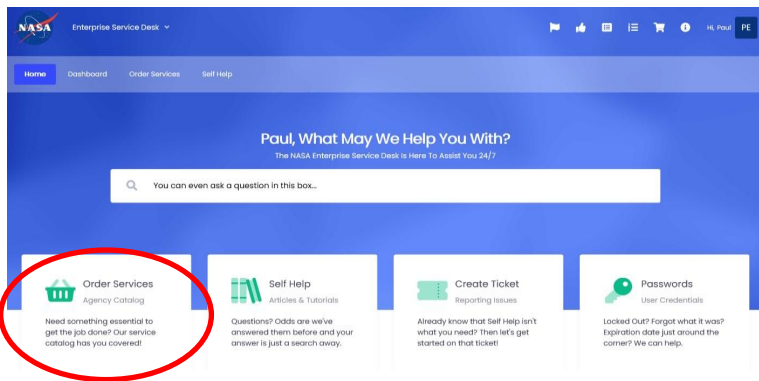 NASA
Enterprise Service Desk
Hi, Paul PE
Home Dashboard Order Services Self Help
Paul, What May We Help You With?
The NASA Enterprise Service Desk Is Here To Assist You 24/7
You can even ask a question in this box...
Order Services
Agency Catalog
Need something essential to
get the job done? Our service
catalog has you covered!
Self Help
Articles & Tutorials
Questions? Odds are we've
answered them before and your
answer is just a search away.
Create Ticket
Reporting Issues
Already know that Self Help isn't
what you need? Then let's get
started on that ticket!
Passwords
User Credentials
Locked Out? Forgot what it was?
Expiration date just around the
corner? We can help.